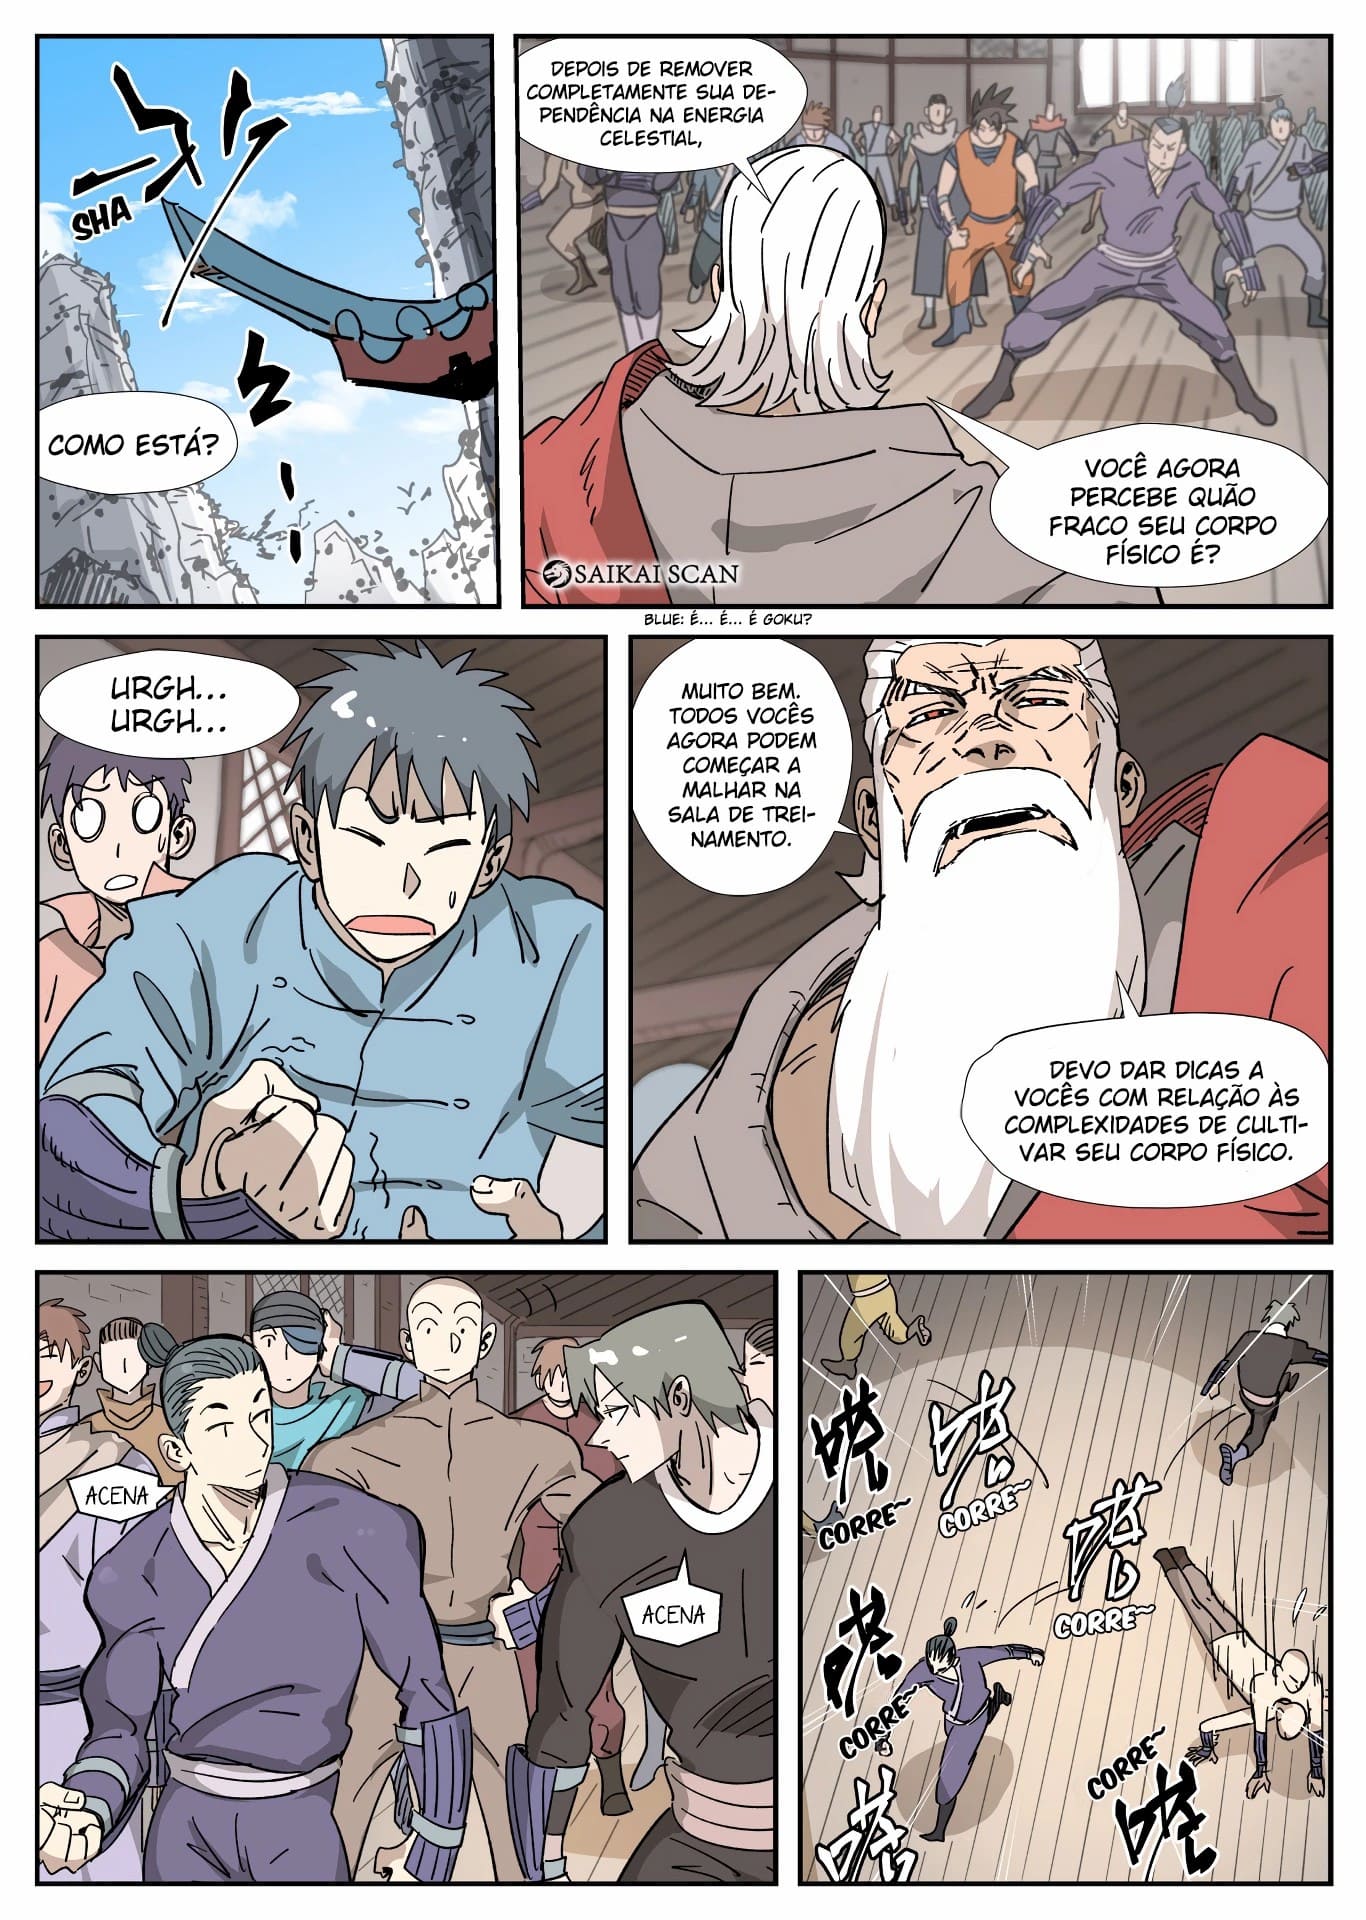 SHA
COMO ESTÁ?
DEPOIS DE REMOVER
COMPLETAMENTE SUA DE-
PENDÊNCIA NA ENERGIA
CELESTIAL,
VOCÊ AGORA
PERCEBE QUÃO
FRACO SEU CORPO
FÍSICO É?
SAIKAI SCAN
BLUE: É... É... É GOKU?
URGH...
URGH...
MUITO BEM.
TODOS VOCÊS
AGORA PODEM
COMEÇAR A
MALHAR NA
SALA DE TREI-
NAMENTO.
DEVO DAR DICAS A
VOCÊS COM RELAÇÃO ÀS
COMPLEXIDADES DE CULTI-
VAR SEU CORPO FÍSICO.
ACENA
ACENA
CORRE~
CORRE~
CORRE~
CORRE~
CORRE~